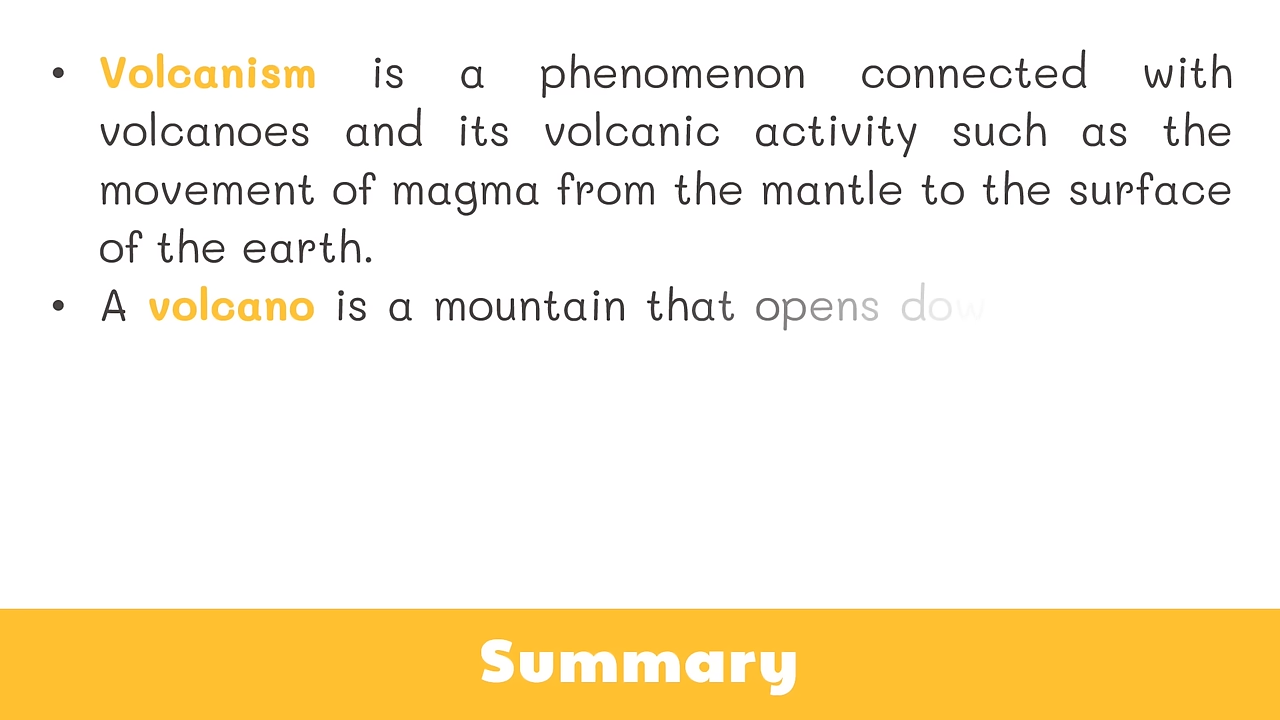 • Volcanism is a phenomenon connected with
volcanoes and its volcanic activity such as the
movement of magma from the mantle to the surface
of the earth.
• A volcano is a mountain that opens
Summary